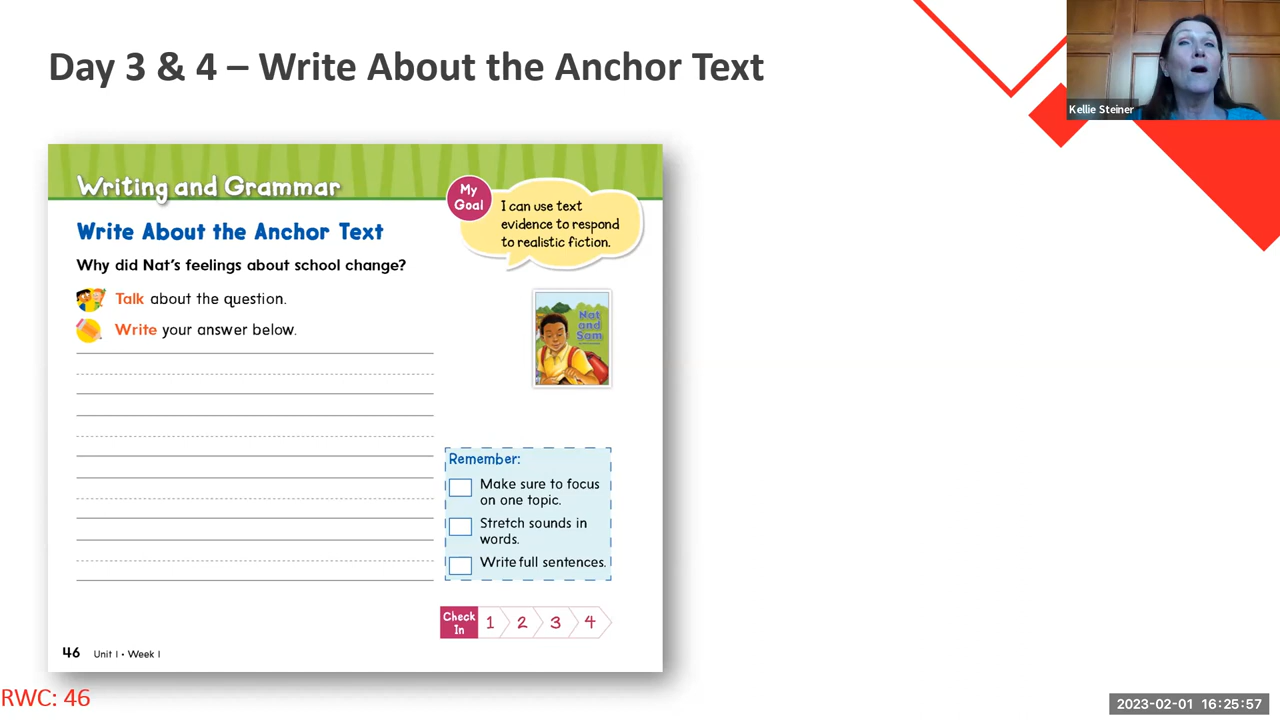 Day 3 & 4 – Write About the Anchor Text
Kellie Steiner
Writing and Grammar
My
Goal
I can use text
evidence to respond
to realistic fiction.
Write About the Anchor Text
Why did Nat's feelings about school change?
Talk about the question.
Write your answer below.
Nat
and
Sam
Remember:
Make sure to focus
on one topic.
Stretch sounds in
words.
Write full sentences.
Check
In
1 2 3 4
46 Unit 1 • Week 1
RWC: 46
2023-02-01 16:25:57